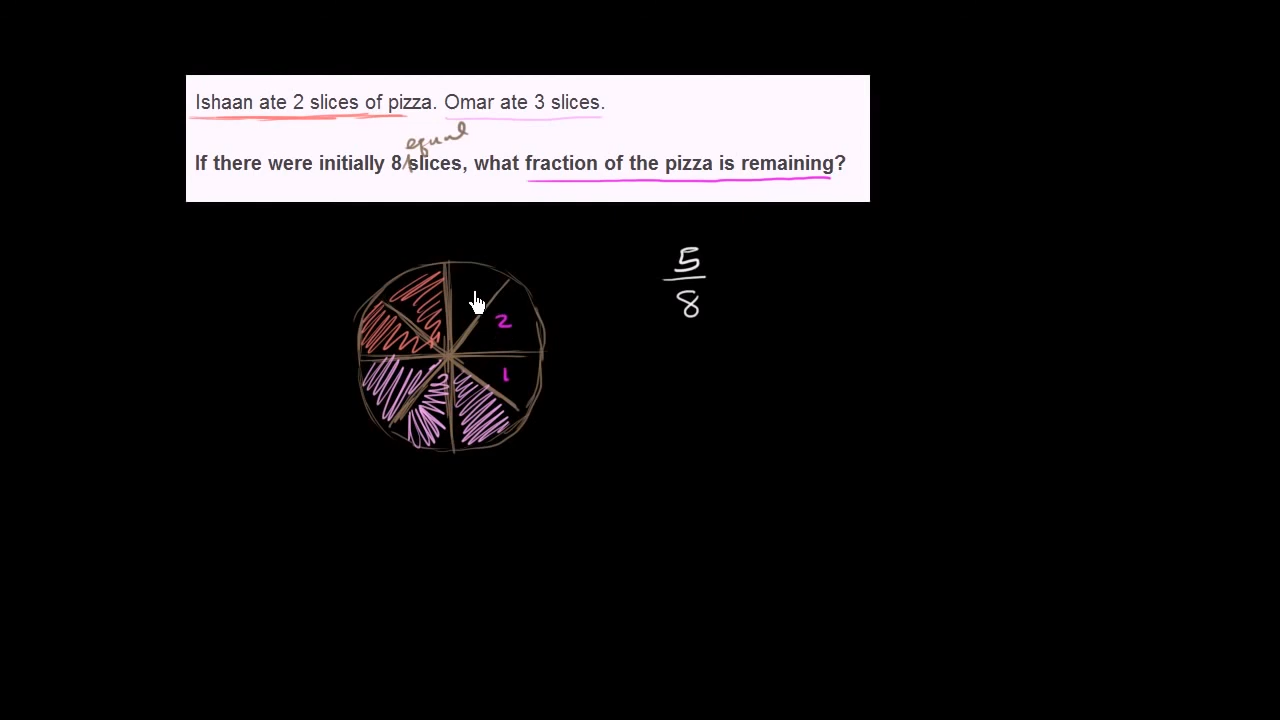 Ishaan ate 2 slices of pizza. Omar ate 3 slices.
equal
If there were initially 8 slices, what fraction of the pizza is remaining?
5
8
2
1